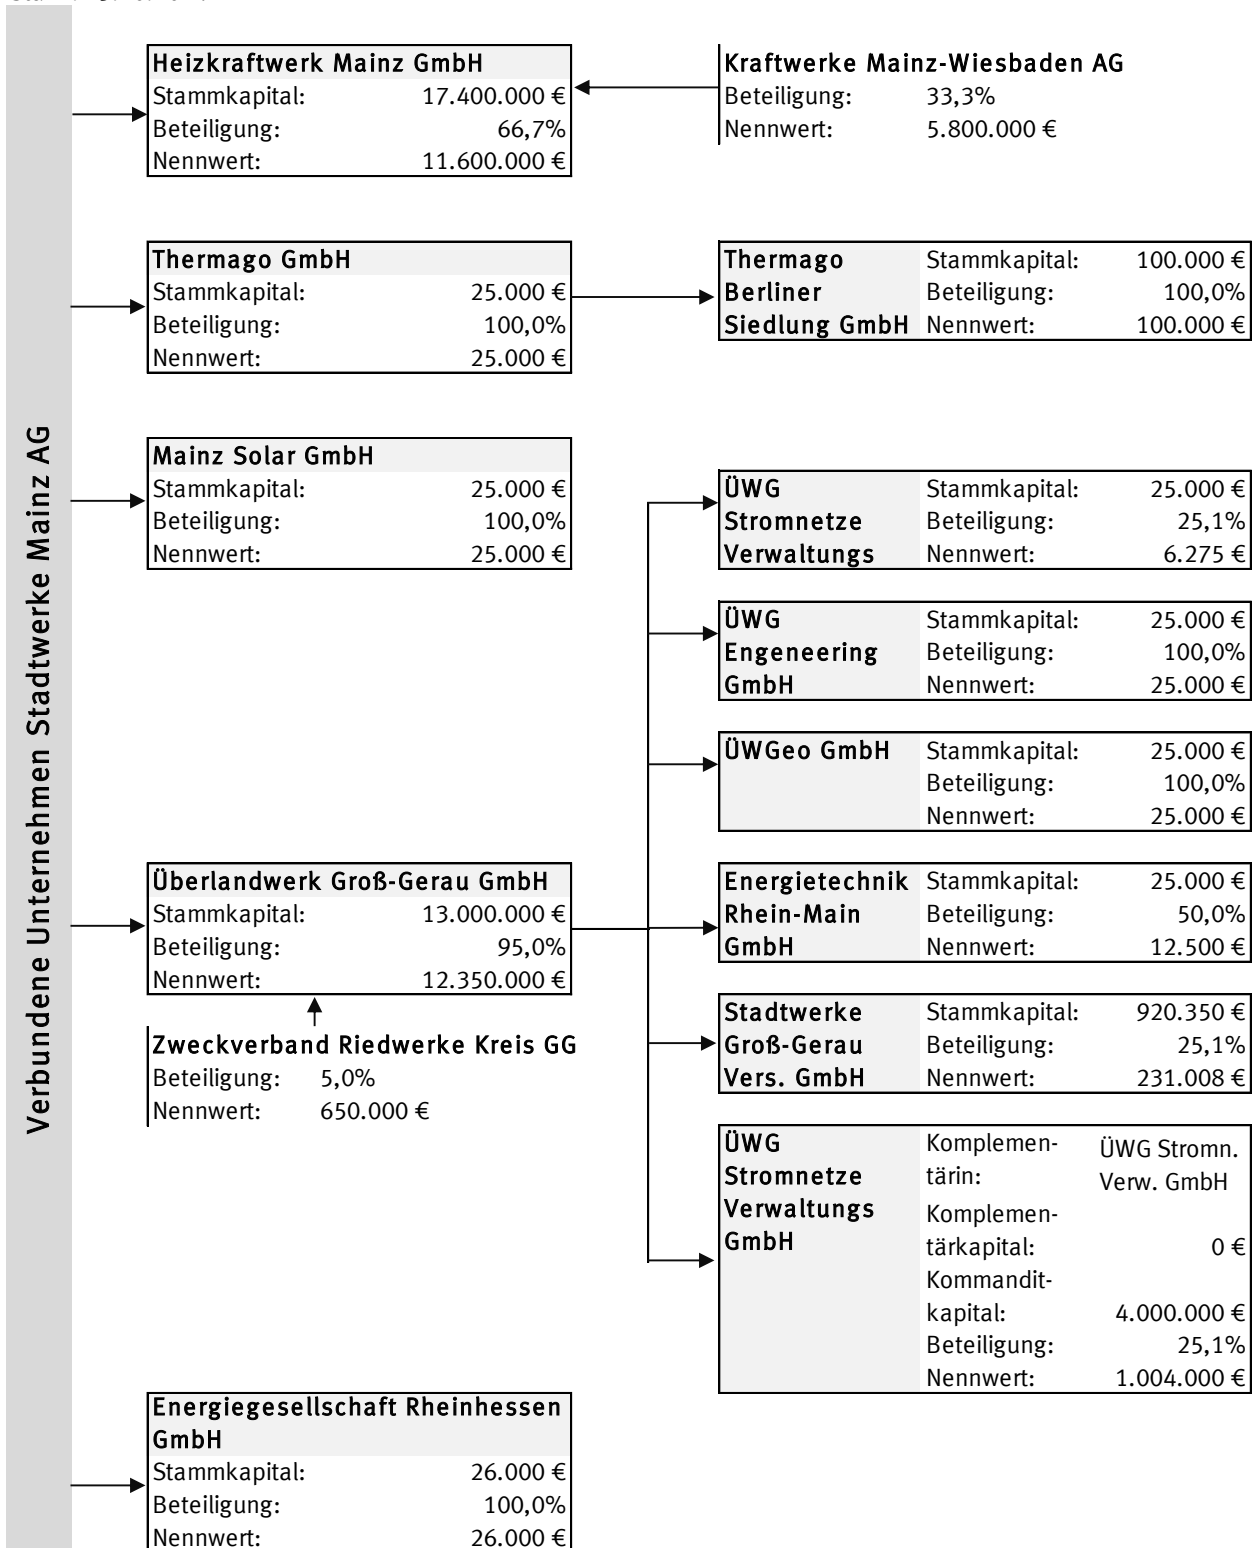 Verbundene Unternehmen Stadtwerke Mainz AG
Heizkraftwerk Mainz GmbH
Stammkapital: 17.400.000 €
Beteiligung: 66,7%
Nennwert: 11.600.000 €
Kraftwerke Mainz-Wiesbaden AG
Beteiligung: 33,3%
Nennwert: 5.800.000 €
Thermago GmbH
Stammkapital: 25.000 €
Beteiligung: 100,0%
Nennwert: 25.000 €
Thermago Stammkapital: 100.000 €
Berliner Beteiligung: 100,0%
Siedlung GmbH Nennwert: 100.000 €
Mainz Solar GmbH
Stammkapital: 25.000 €
Beteiligung: 100,0%
Nennwert: 25.000 €
ÜWG Stammkapital: 25.000 €
Stromnetze Beteiligung: 25,1%
Verwaltungs Nennwert: 6.275 €
ÜWG Stammkapital: 25.000 €
Engeneering Beteiligung: 100,0%
GmbH Nennwert: 25.000 €
ÜWGeo GmbH Stammkapital: 25.000 €
Beteiligung: 100,0%
Nennwert: 25.000 €
Überlandwerk Groß-Gerau GmbH
Stammkapital: 13.000.000 €
Beteiligung: 95,0%
Nennwert: 12.350.000 €
Zweckverband Riedwerke Kreis GG
Beteiligung: 5,0%
Nennwert: 650.000 €
Energietechnik Stammkapital: 25.000 €
Rhein-Main Beteiligung: 50,0%
GmbH Nennwert: 12.500 €
Stadtwerke Stammkapital: 920.350 €
Groß-Gerau Beteiligung: 25,1%
Vers. GmbH Nennwert: 231.008 €
ÜWG Komplemen- ÜWG Stromn.
Stromnetze tärin: Verw. GmbH
Verwaltungs Komplemen-
GmbH tärkapital: 0 €
Kommandit-
kapital: 4.000.000 €
Beteiligung: 25,1%
Nennwert: 1.004.000 €
Energiegesellschaft Rheinhessen
GmbH
Stammkapital: 26.000 €
Beteiligung: 100,0%
Nennwert: 26.000 €